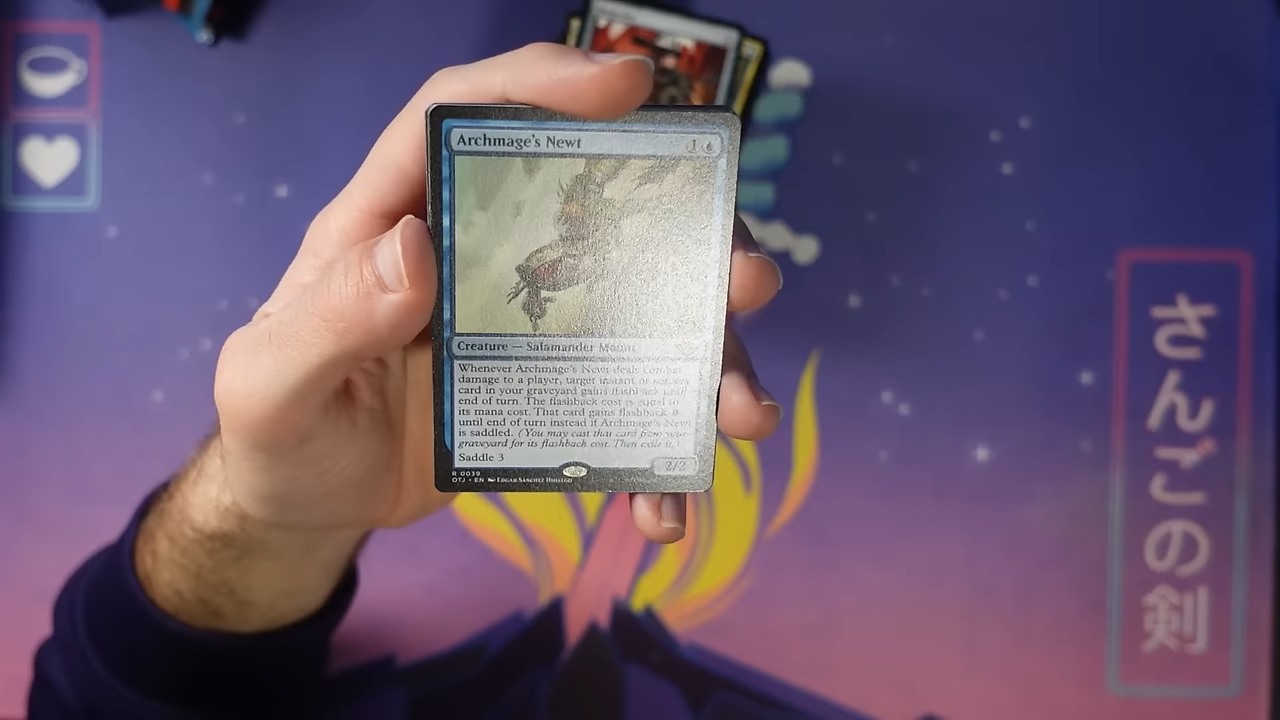 Archmage's Newt
1
Creature — Salamander Mount
Whenever Archmage's Newt deals combat
damage to a player, target instant or sorcery
card in your graveyard gains flashback until
end of turn. The flashback cost is equal to
its mana cost. That card gains flashback 0
until end of turn instead if Archmage's Newt
is saddled. (You may cast that card from your
graveyard for its flashback cost. Then exile it.)
Saddle 3
2/2
R 0039
OTJ • EN Edgar Sánchez Hidalgo
さんごの剣